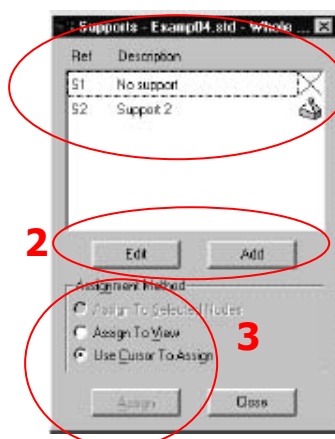 Supports - Examp04.std - Whole ...
Ref Description
S1 No support
S2 Support 2
2
Edit Add
Assignment Method
Assign To Selected Nodes
Assign To View
Use Cursor To Assign
3
Assign Close